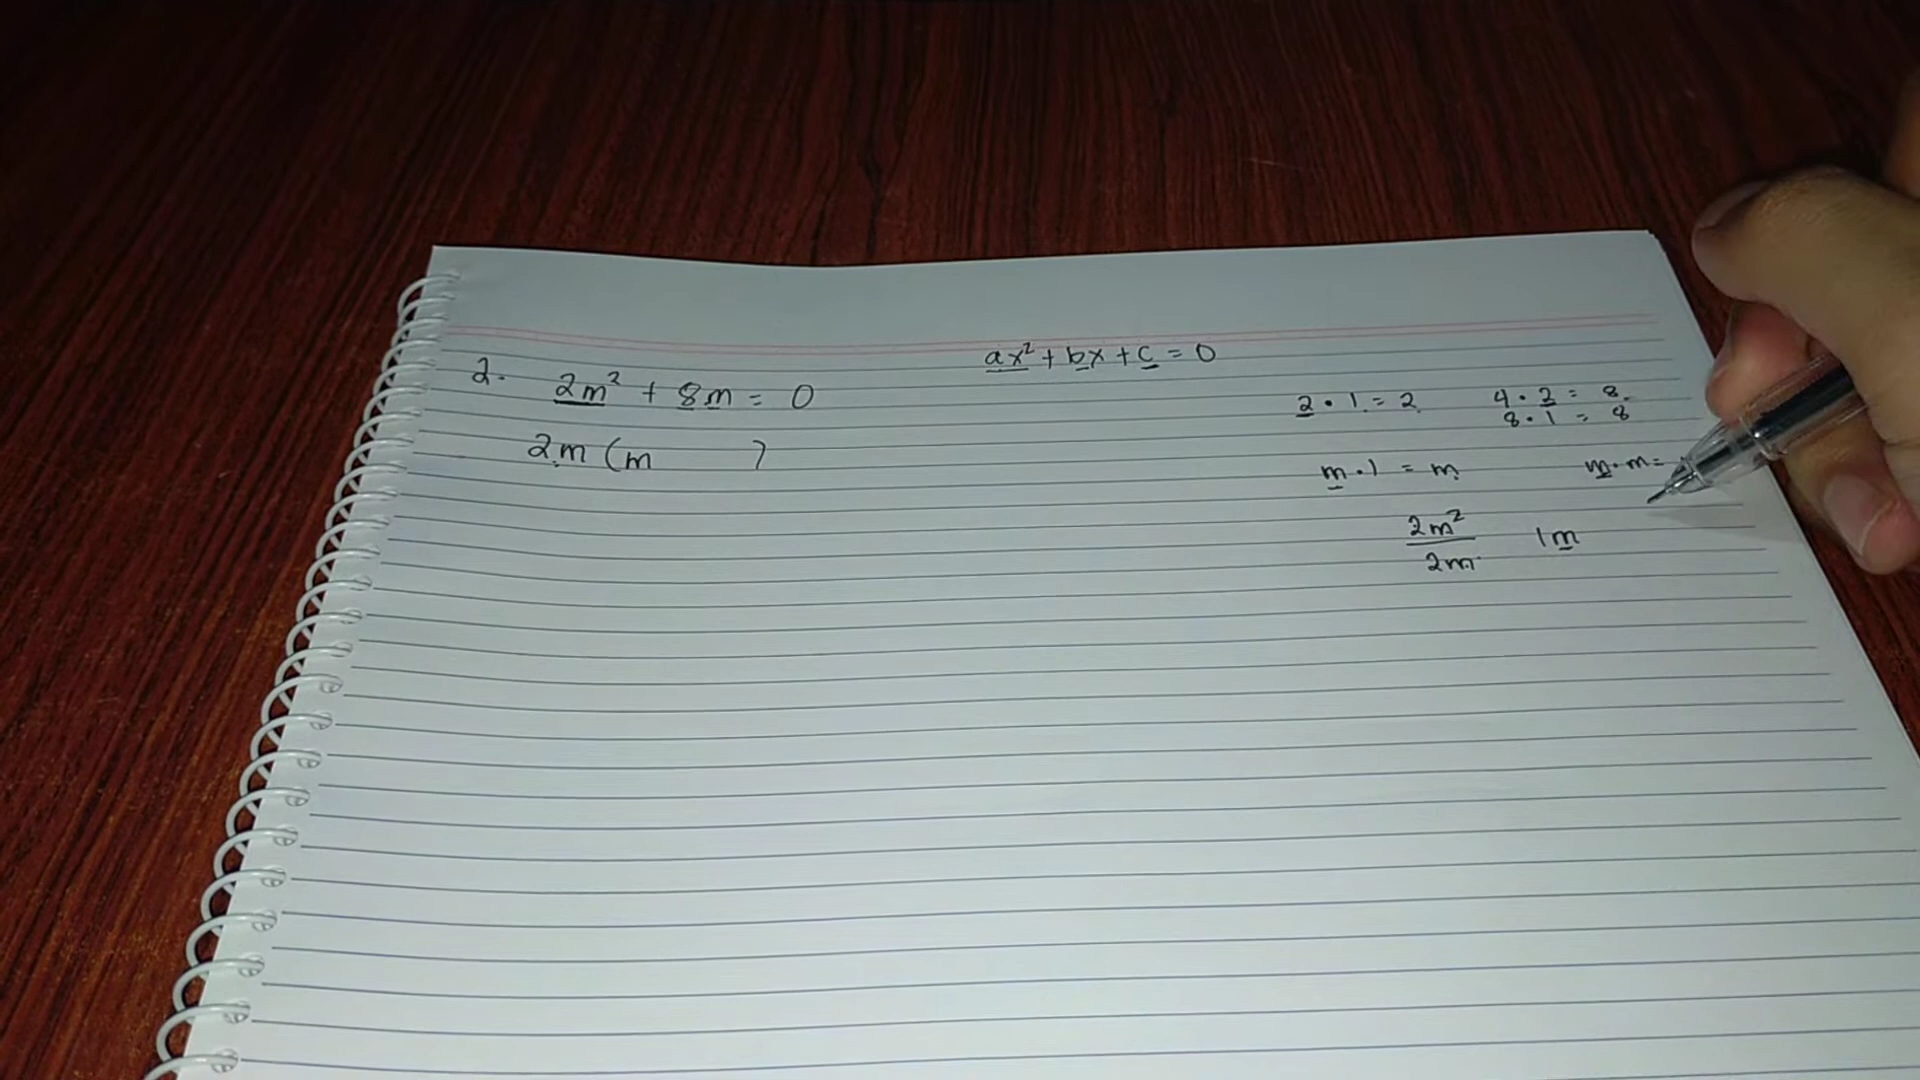 ax² + bx + c = 0
2. 2m² + 8m = 0
2 · 1 = 2 4 · 2 = 8
8 · 1 = 8
2m (m )
m · 1 = m m · m =
2m²/2m 1m